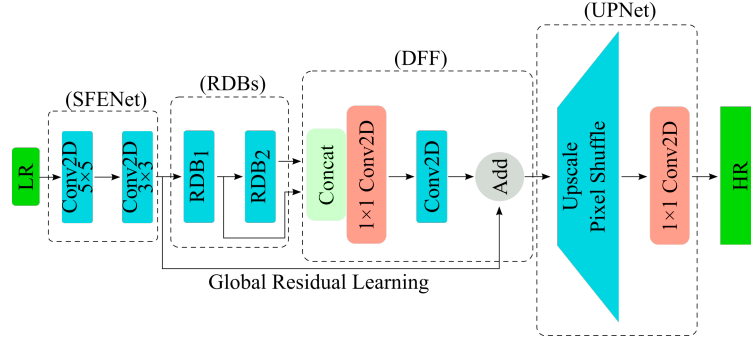 (UPNet)
(DFF)
(RDBs)
(SFENet)
LR
Conv2D
5×5
Conv2D
3×3
RDB1
RDB2
Concat
1×1 Conv2D
Conv2D
Add
Upscale
Pixel Shuffle
1×1 Conv2D
HR
Global Residual Learning